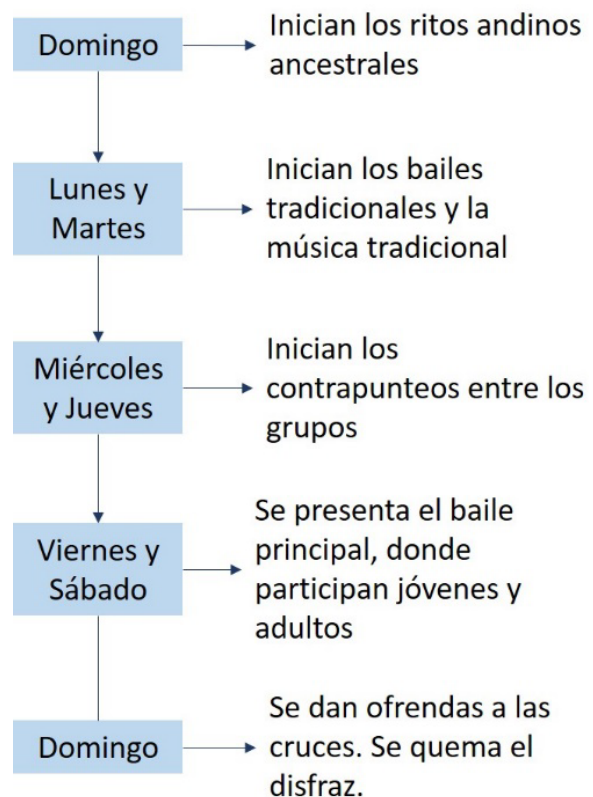 Domingo
Inician los ritos andinos
ancestrales
Lunes y
Martes
Inician los bailes
tradicionales y la
música tradicional
Miércoles
y Jueves
Inician los
contrapunteos entre los
grupos
Viernes y
Sábado
Se presenta el baile
principal, donde
participan jóvenes y
adultos
Domingo
Se dan ofrendas a las
cruces. Se quema el
disfraz.